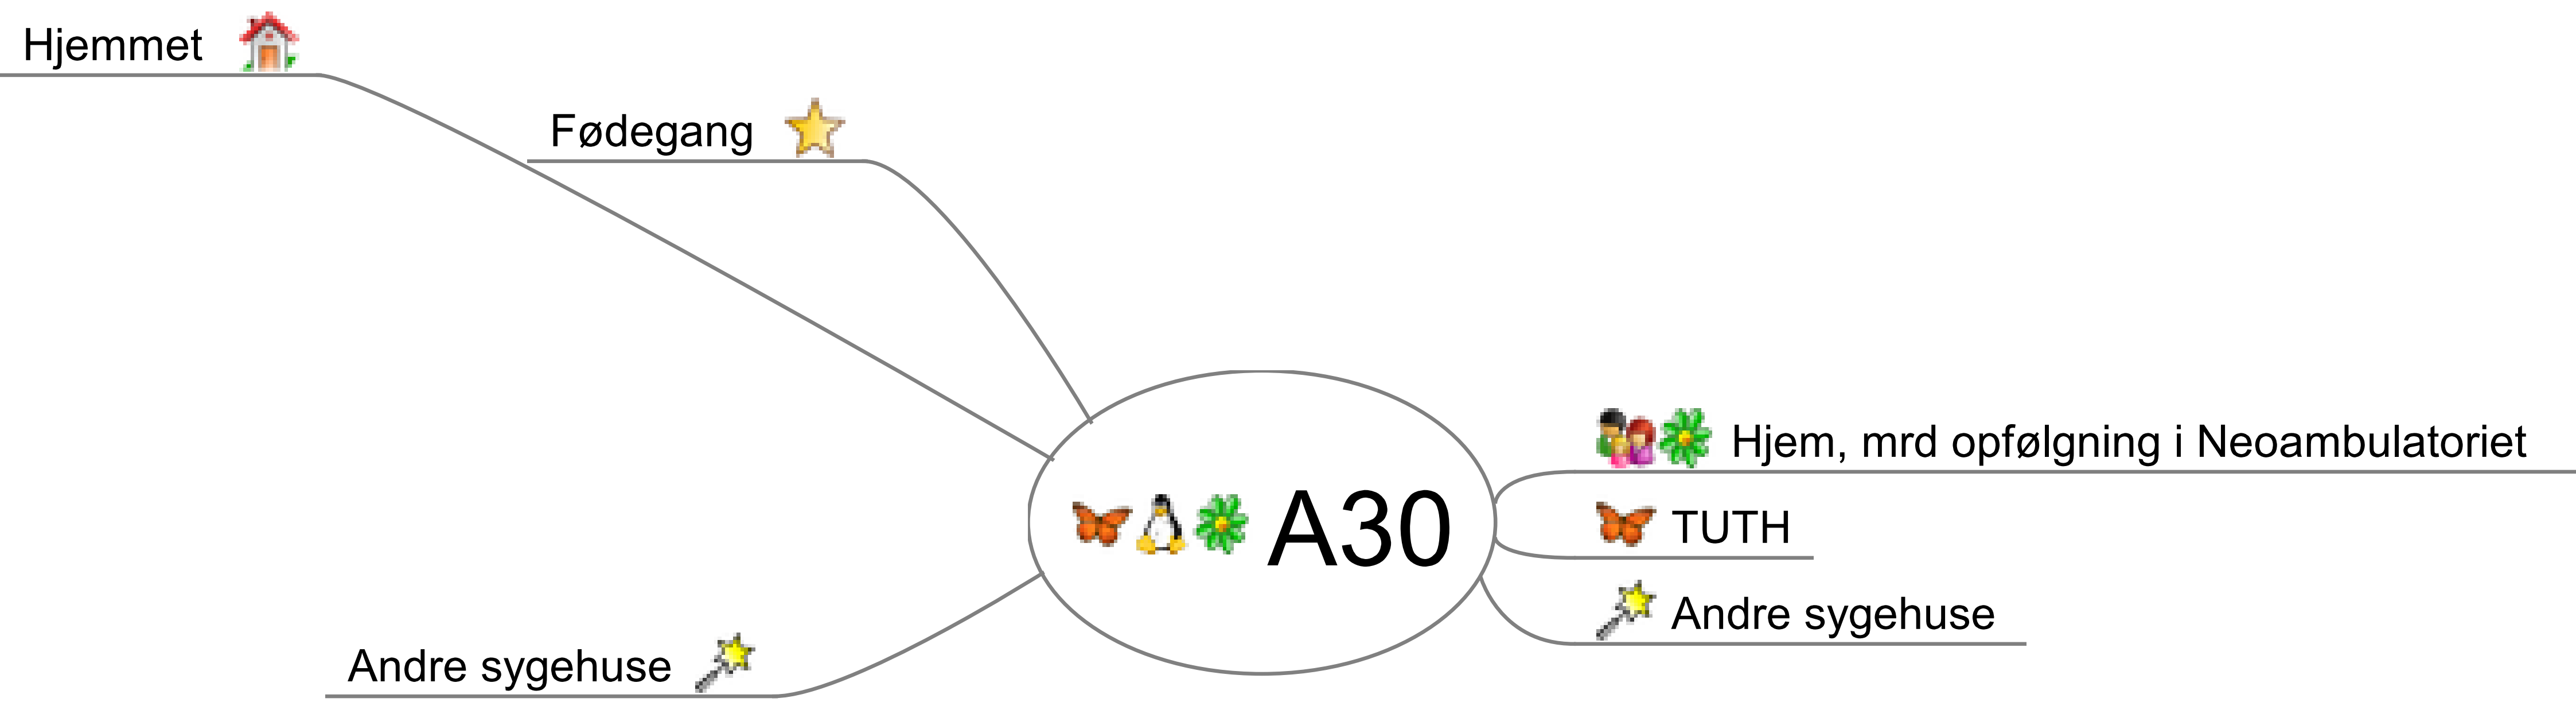 Hjemmet
Fødegang
Andre sygehuse
A30
Hjem, mrd opfølgning i Neoambulatoriet
TUTH
Andre sygehuse